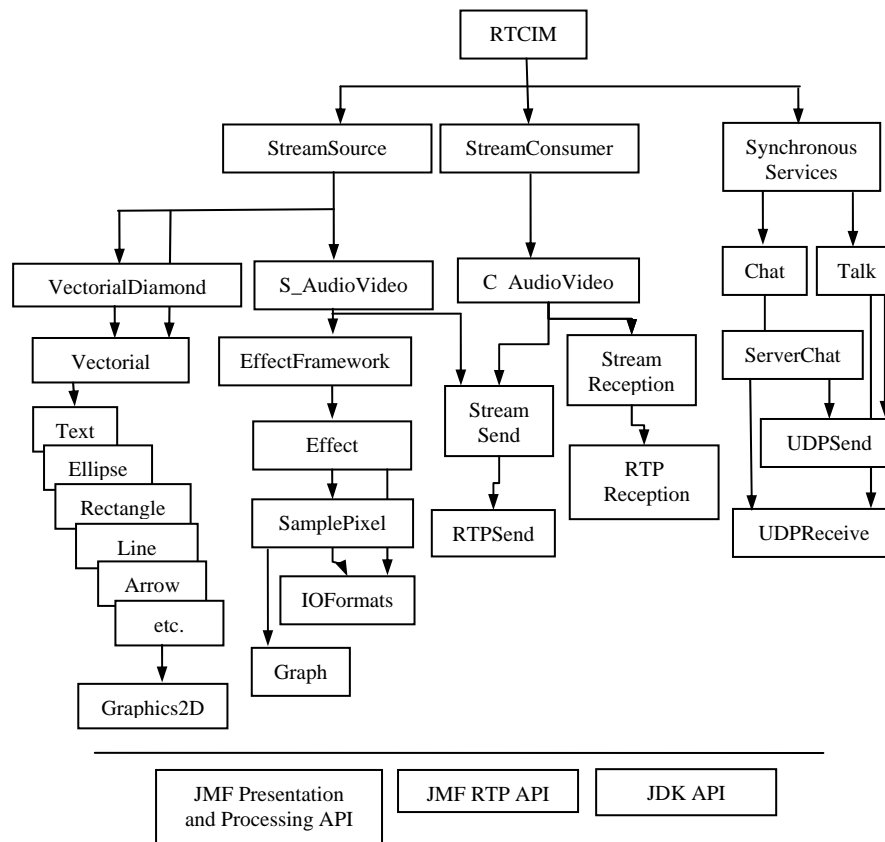 RTCIM
StreamSource
StreamConsumer
Synchronous
Services
VectorialDiamond
S_AudioVideo
C AudioVideo
Chat
Talk
Vectorial
EffectFramework
Stream
Reception
ServerChat
Text
Stream
Send
Ellipse
Effect
UDPSend
Rectangle
RTP
Reception
Line
SamplePixel
RTPSend
UDPReceive
Arrow
IOFormats
etc.
Graph
Graphics2D
JMF Presentation
and Processing API
JMF RTP API
JDK API